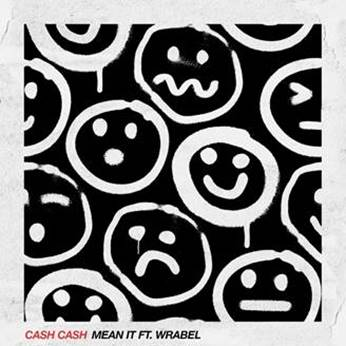 CASH CASH MEAN IT FT. WRABEL